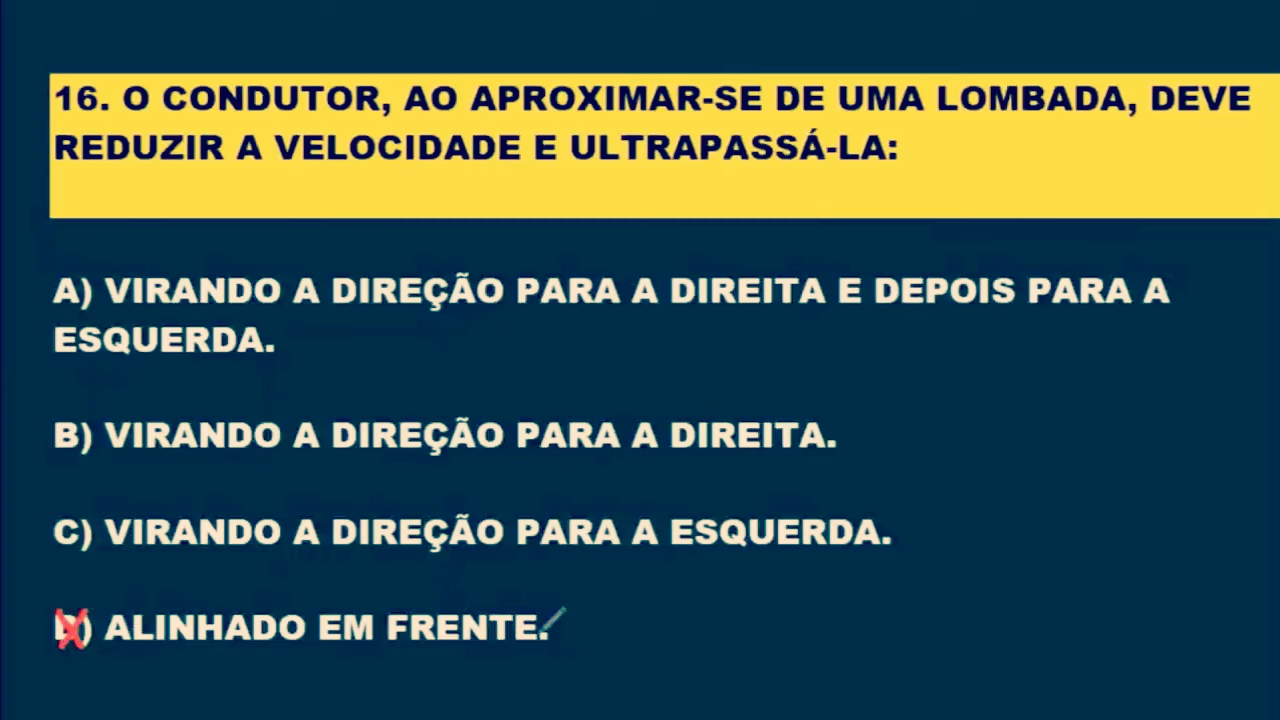 16. O CONDUTOR, AO APROXIMAR-SE DE UMA LOMBADA, DEVE
REDUZIR A VELOCIDADE E ULTRAPASSÁ-LA:
A) VIRANDO A DIREÇÃO PARA A DIREITA E DEPOIS PARA A
ESQUERDA.
B) VIRANDO A DIREÇÃO PARA A DIREITA.
C) VIRANDO A DIREÇÃO PARA A ESQUERDA.
D) ALINHADO EM FRENTE.